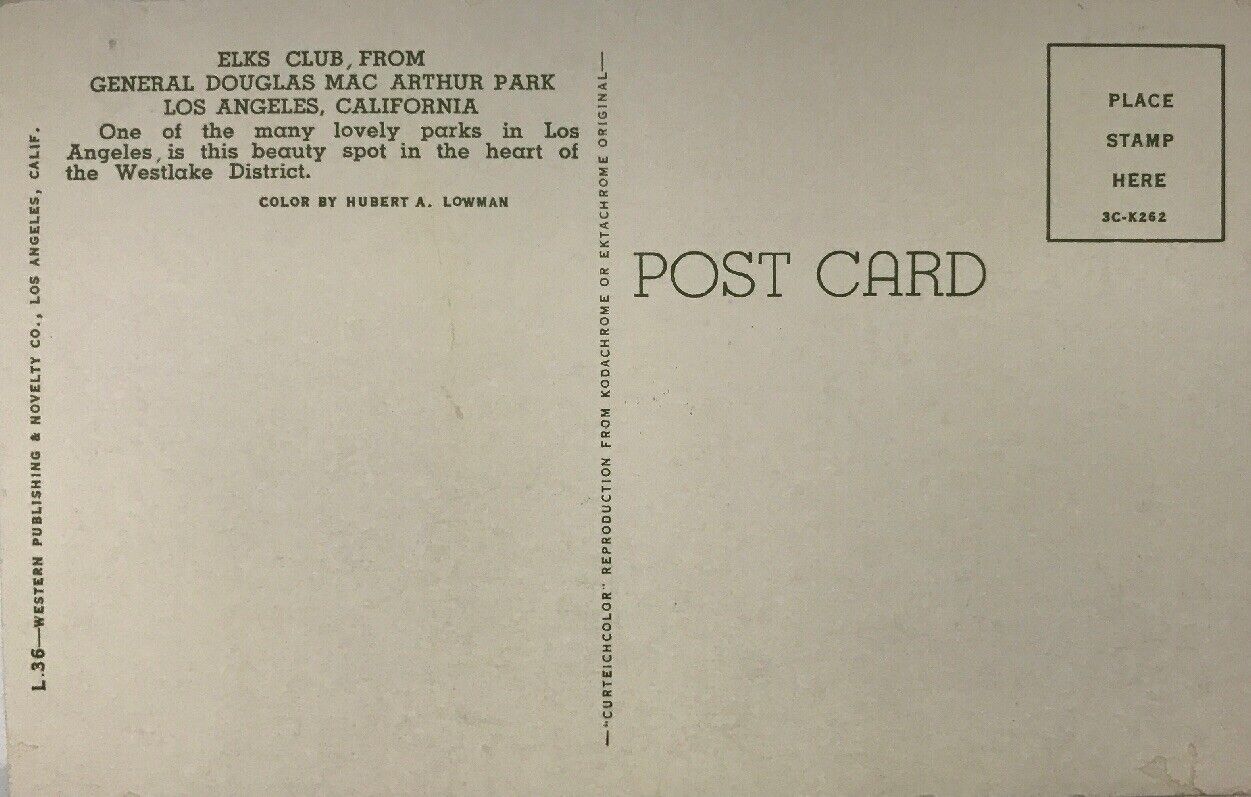 ELKS CLUB, FROM
GENERAL DOUGLAS MAC ARTHUR PARK
LOS ANGELES, CALIFORNIA
One of the many lovely parks in Los
Angeles, is this beauty spot in the heart of
the Westlake District.
COLOR BY HUBERT A. LOWMAN
L.36—WESTERN PUBLISHING & NOVELTY CO., LOS ANGELES, CALIF.
—"CURTEICHCOLOR" REPRODUCTION FROM KODACHROME OR EKTACHROME ORIGINAL—
POST CARD
PLACE
STAMP
HERE
3C-K262